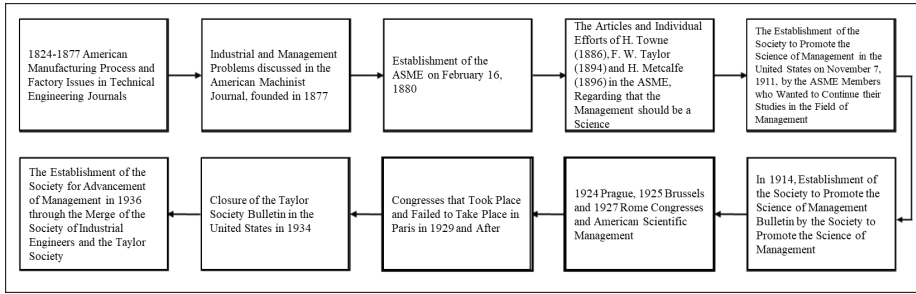 1824-1877 American
Manufacturing Process and
Factory Issues in Technical
Engineering Journals
Industrial and Management
Problems discussed in the
American Machinist
Journal, founded in 1877
Establishment of the
ASME on February 16,
1880
The Articles and Individual
Efforts of H. Towne
(1886), F. W. Taylor
(1894) and H. Metcalfe
(1896) in the ASME,
Regarding that the
Management should be a
Science
The Establishment of the
Society to Promote the
Science of Management in the
United States on November 7,
1911, by the ASME Members
who Wanted to Continue their
Studies in the Field of
Management
In 1914, Establishment of
the Society to Promote the
Science of Management
Bulletin by the Society to
Promote the Science of
Management
1924 Prague, 1925 Brussels
and 1927 Rome Congresses
and American Scientific
Management
Congresses that Took Place
and Failed to Take Place in
Paris in 1929 and After
Closure of the Taylor
Society Bulletin in the
United States in 1934
The Establishment of the
Society for Advancement
of Management in 1936
through the Merge of the
Society of Industrial
Engineers and the Taylor
Society